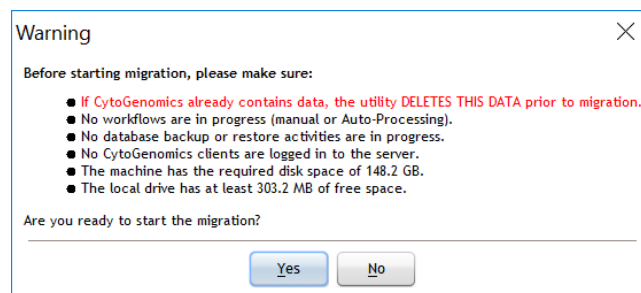 Warning
Before starting migration, please make sure:
● If CytoGenomics already contains data, the utility DELETES THIS DATA prior to migration.
● No workflows are in progress (manual or Auto-Processing).
● No database backup or restore activities are in progress.
● No CytoGenomics clients are logged in to the server.
● The machine has the required disk space of 148.2 GB.
● The local drive has at least 303.2 MB of free space.
Are you ready to start the migration?
Yes No